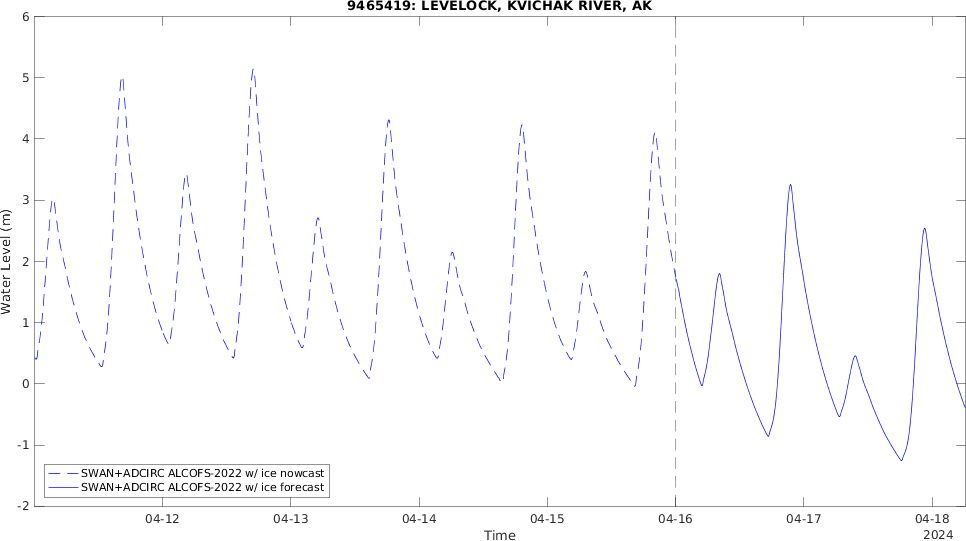 9465419: LEVELOCK, KVICHAK RIVER, AK
6
5
4
3
2
1
0
-1
-2
Water Level (m)
SWAN+ADCIRC ALCOFS-2022 w/ ice nowcast
SWAN+ADCIRC ALCOFS-2022 w/ ice forecast
04-12 04-13 04-14 04-15 04-16 04-17 04-18
Time
2024